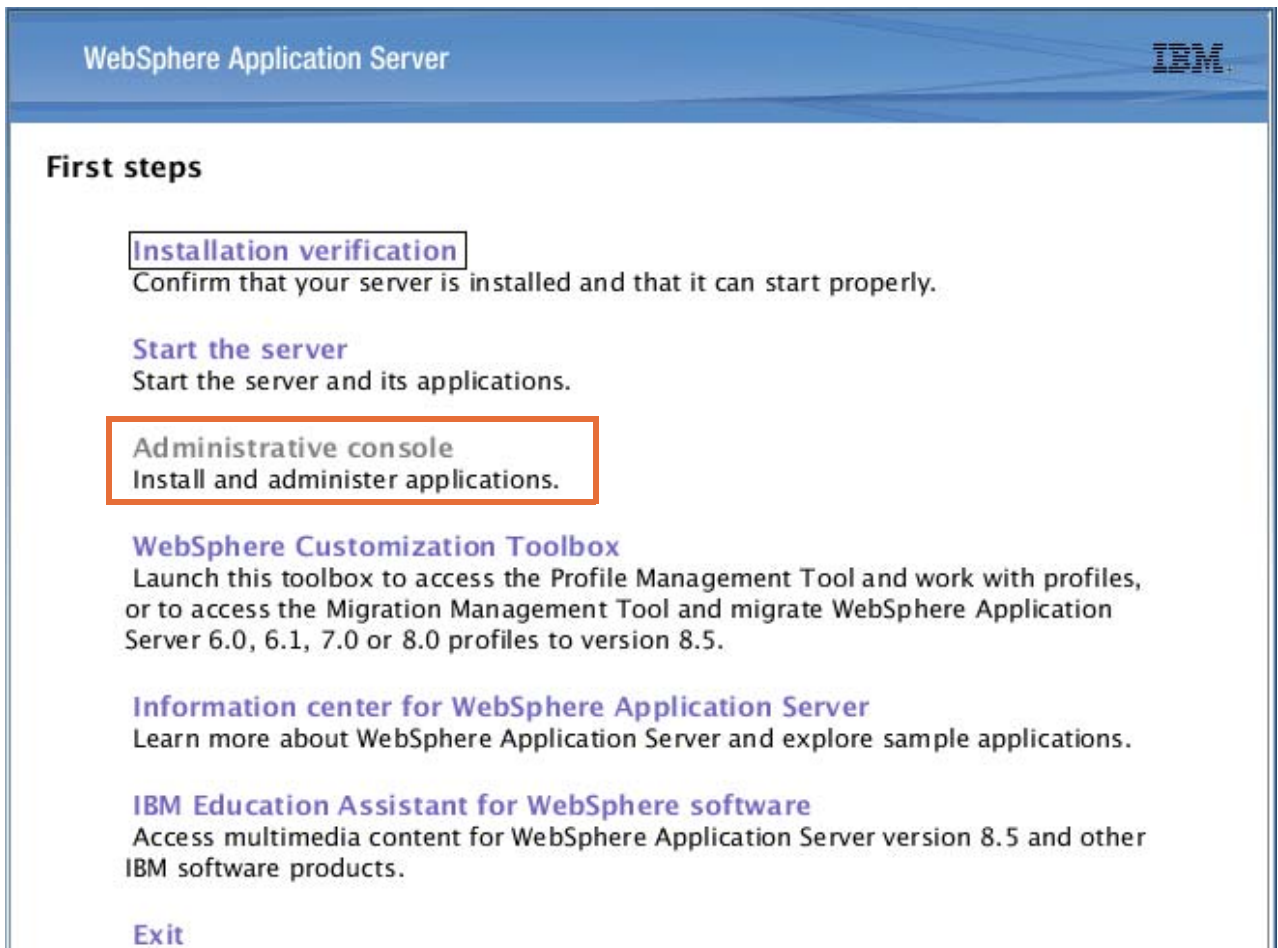 WebSphere Application Server
IBM.
First steps
Installation verification
Confirm that your server is installed and that it can start properly.
Start the server
Start the server and its applications.
Administrative console
Install and administer applications.
WebSphere Customization Toolbox
Launch this toolbox to access the Profile Management Tool and work with profiles,
or to access the Migration Management Tool and migrate WebSphere Application
Server 6.0, 6.1, 7.0 or 8.0 profiles to version 8.5.
Information center for WebSphere Application Server
Learn more about WebSphere Application Server and explore sample applications.
IBM Education Assistant for WebSphere software
Access multimedia content for WebSphere Application Server version 8.5 and other
IBM software products.
Exit